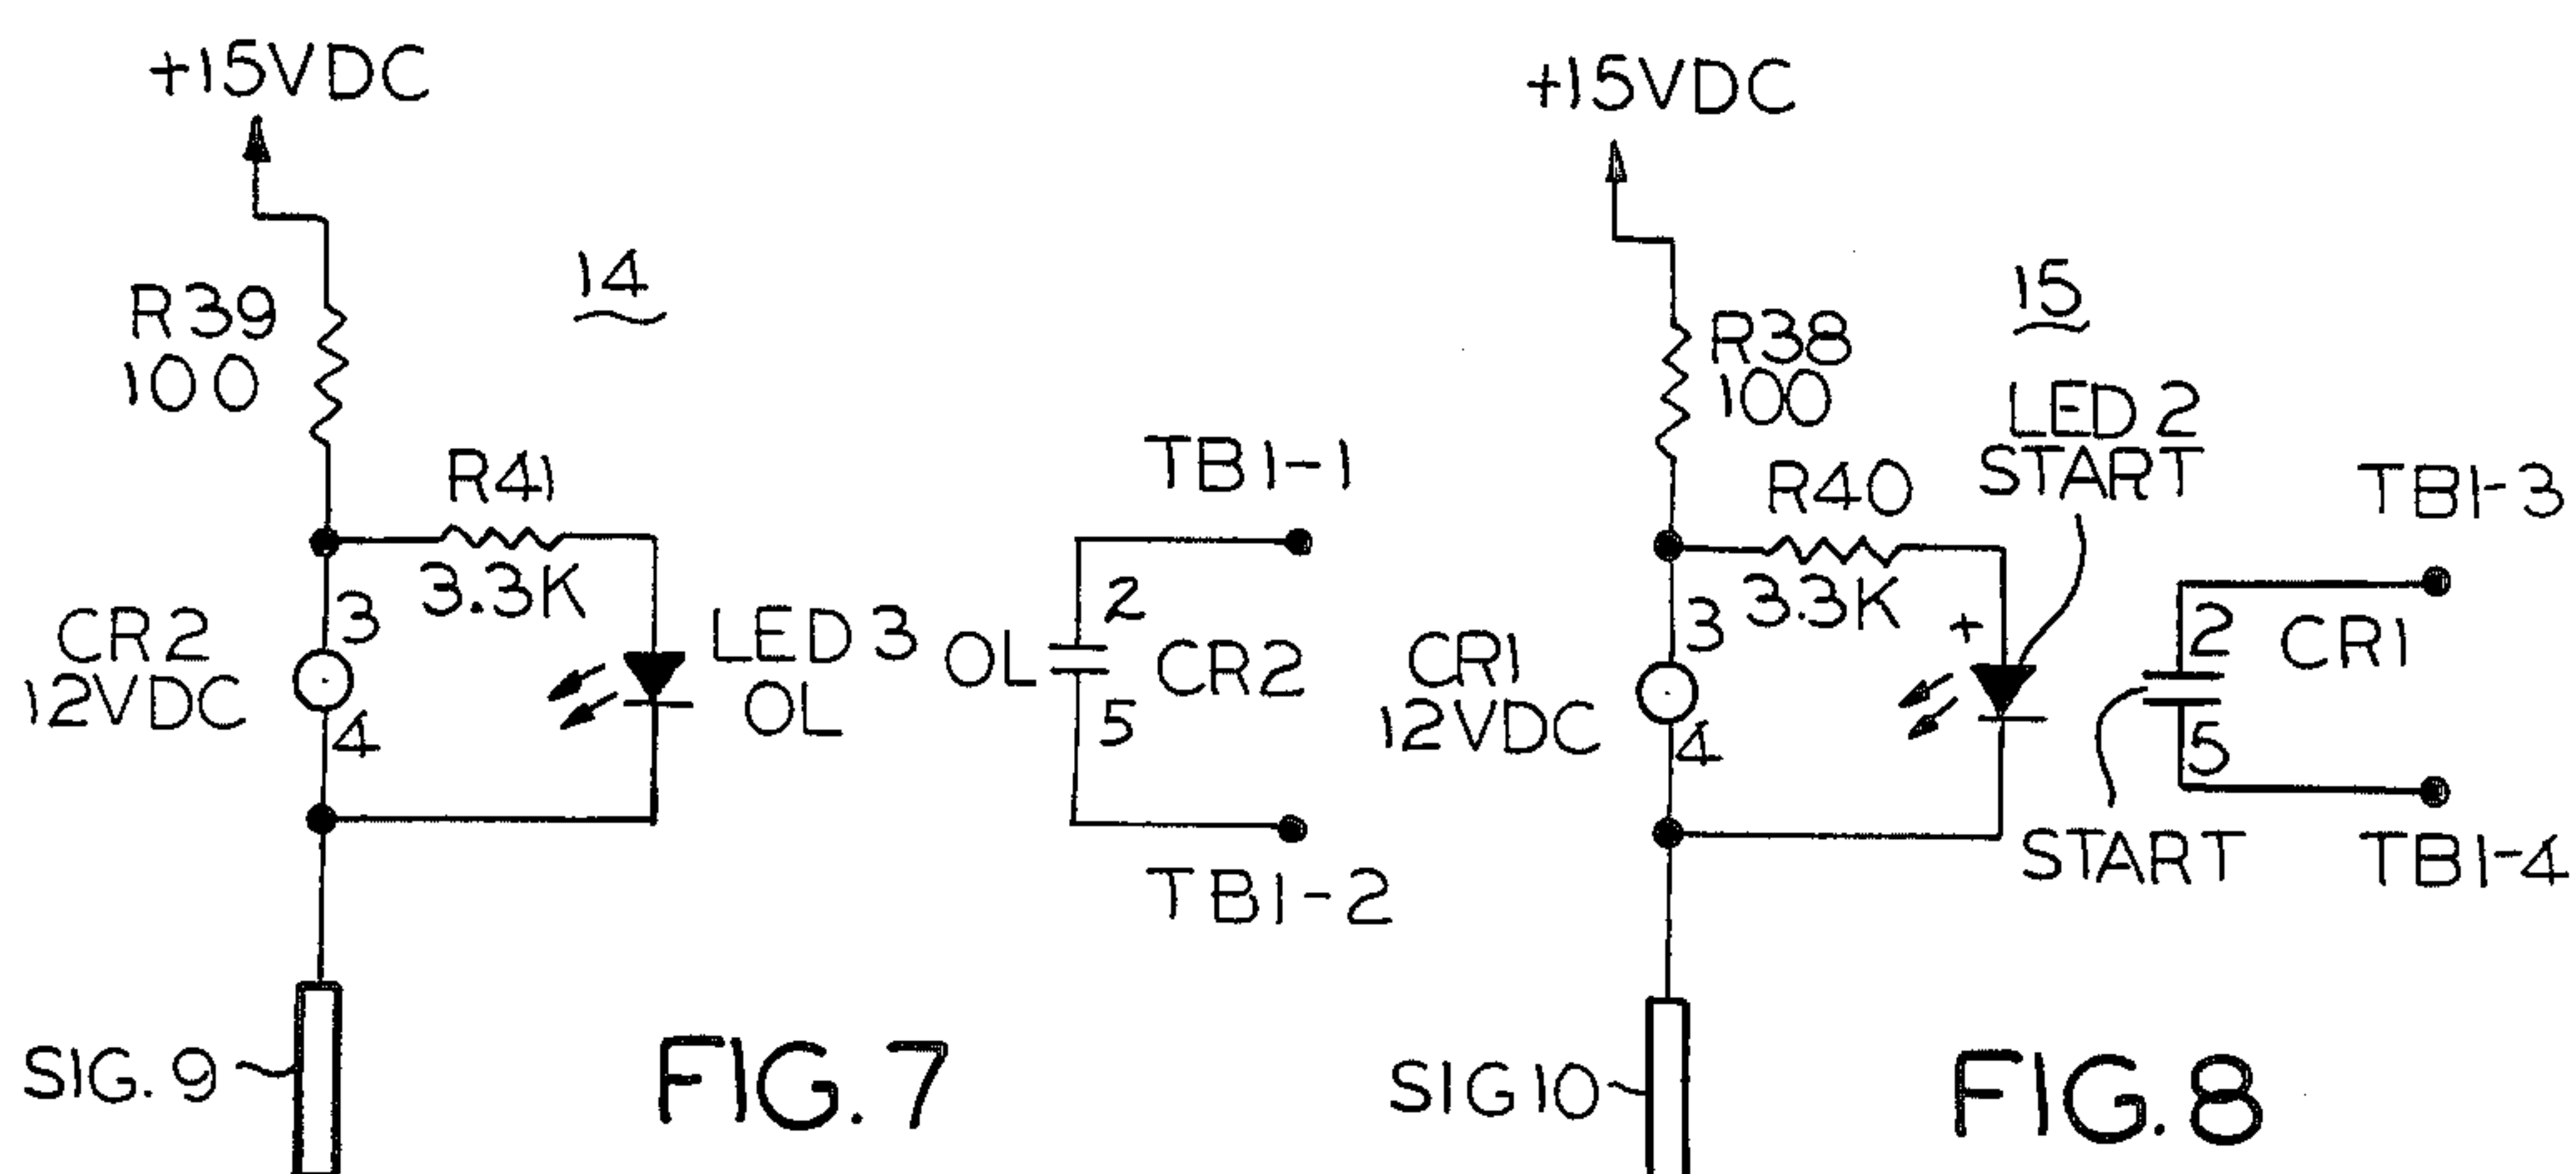 +15VDC
14
R39
100
R41
3.3K
CR2
12VDC
3
4
LED 3
OL
TB1-1
OL
2
CR2
5
TB1-2
SIG. 9
FIG. 7
+15VDC
15
R38
100
LED 2
START
R40
3.3K
+
CR1
12VDC
3
4
TB1-3
2
CR1
5
START
TB1-4
SIG 10
FIG. 8